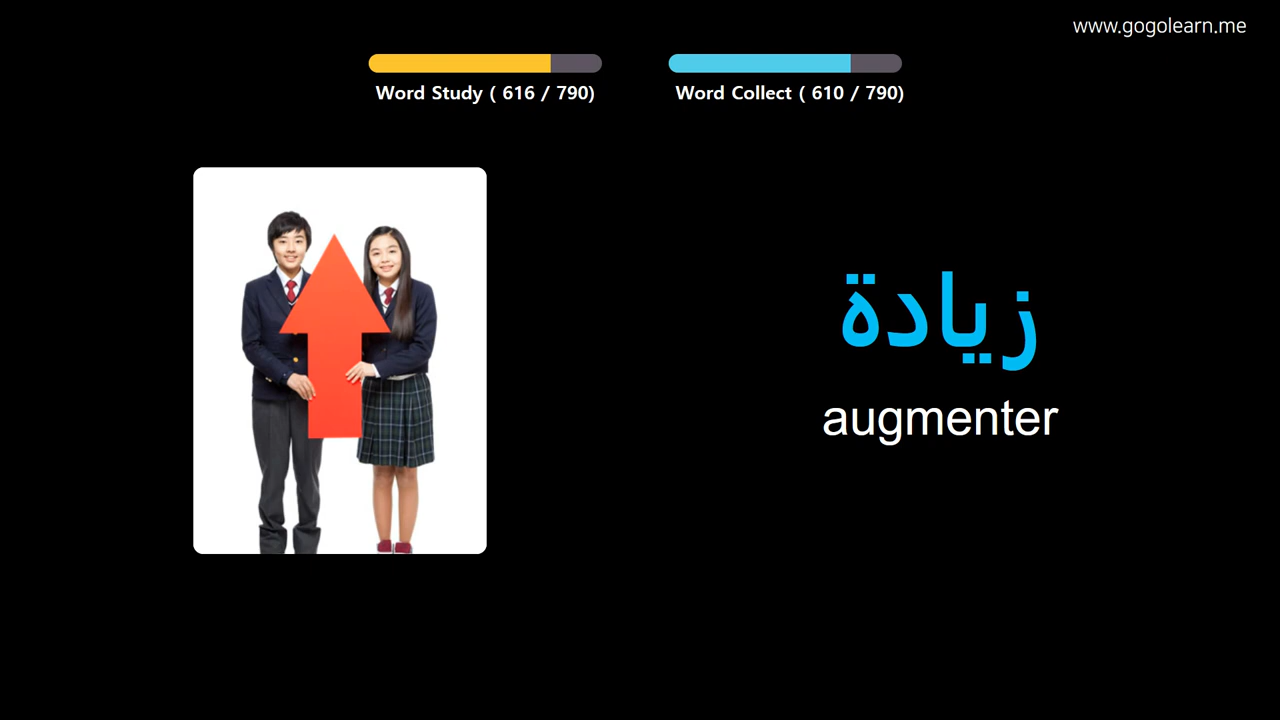 www.gogolearn.me
Word Study ( 616 / 790)
Word Collect ( 610 / 790)
زيادة
augmenter